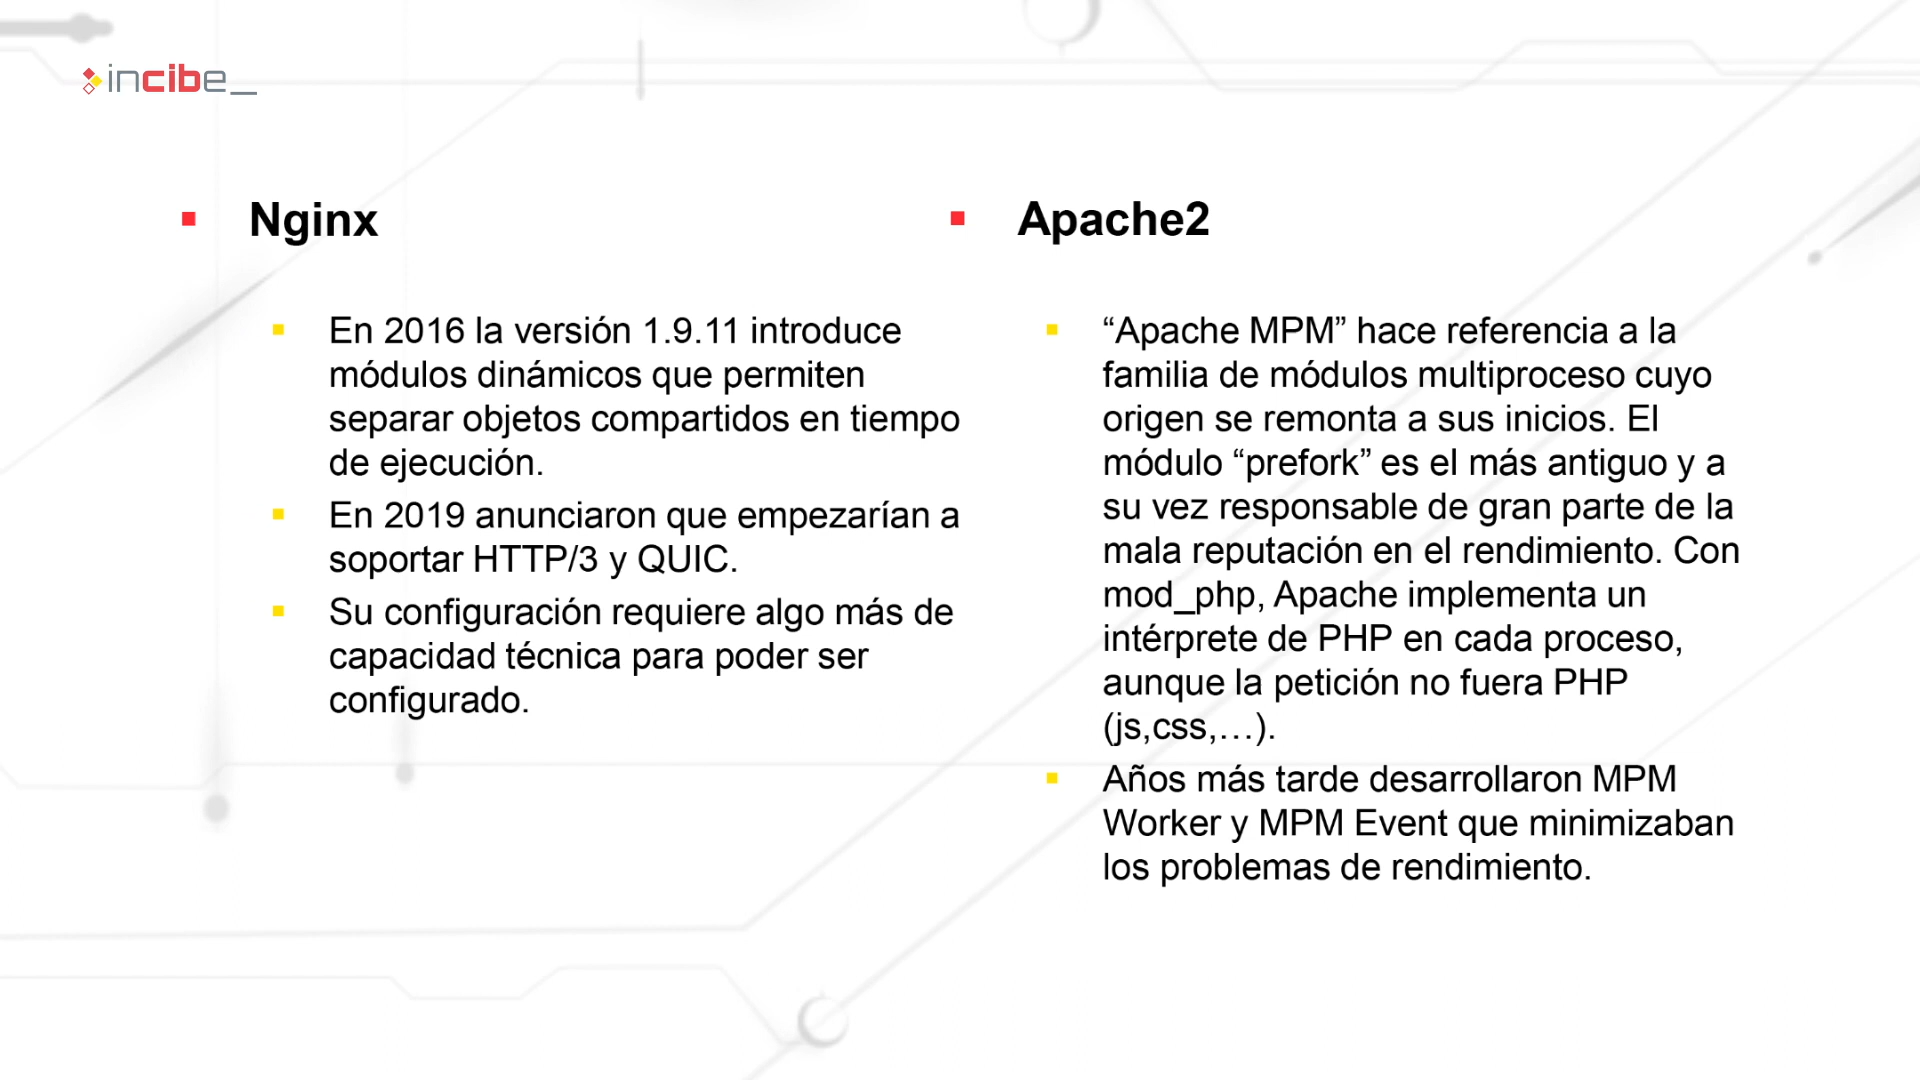 incibe_
Nginx
En 2016 la versión 1.9.11 introduce
módulos dinámicos que permiten
separar objetos compartidos en tiempo
de ejecución.
En 2019 anunciaron que empezarían a
soportar HTTP/3 y QUIC.
Su configuración requiere algo más de
capacidad técnica para poder ser
configurado.
Apache2
“Apache MPM” hace referencia a la
familia de módulos multiproceso cuyo
origen se remonta a sus inicios. El
módulo “prefork” es el más antiguo y a
su vez responsable de gran parte de la
mala reputación en el rendimiento. Con
mod_php, Apache implementa un
intérprete de PHP en cada proceso,
aunque la petición no fuera PHP
(js,css,…).
Años más tarde desarrollaron MPM
Worker y MPM Event que minimizaban
los problemas de rendimiento.